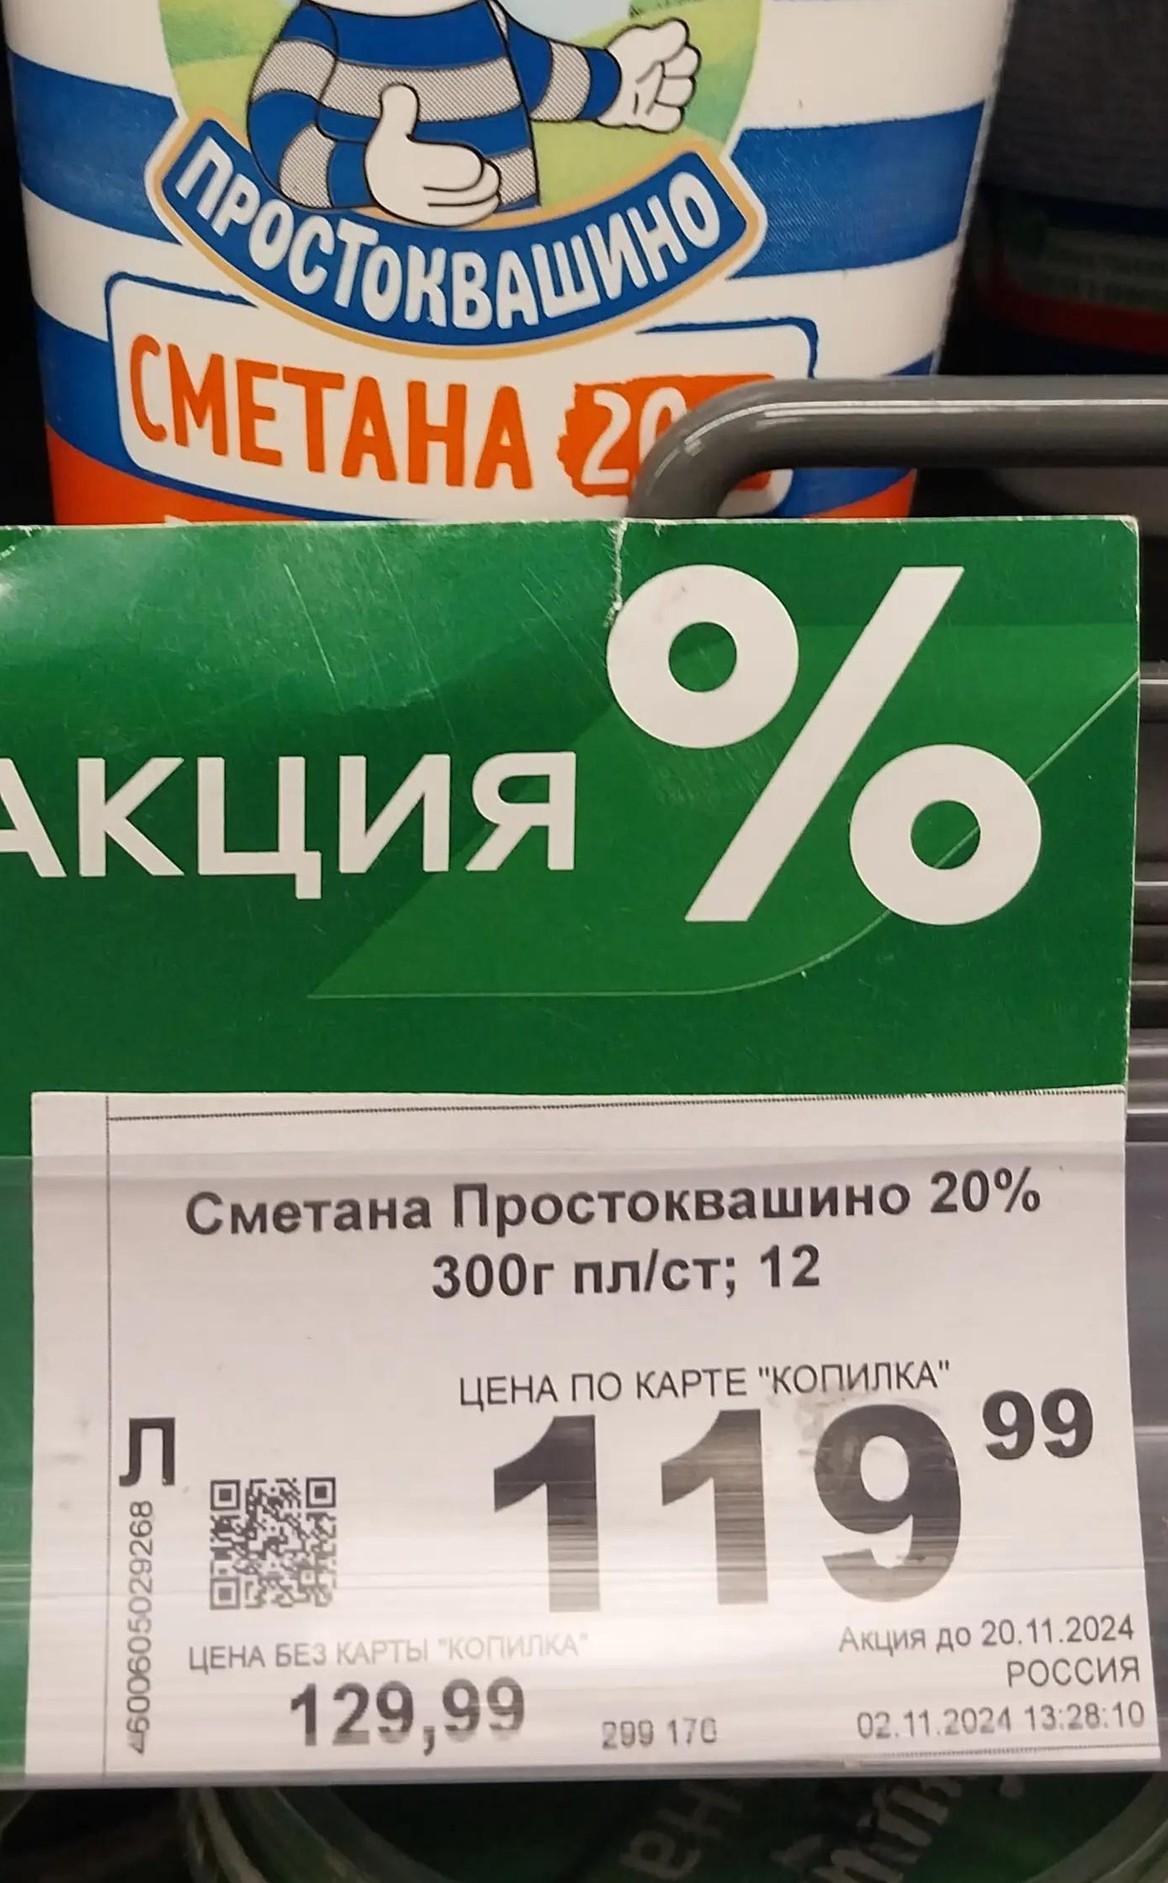 ПРОСТОКВАШИНО
СМЕТАНА
АКЦИЯ %
Сметана Простоквашино 20%
300г пл/ст; 12
ЦЕНА ПО КАРТЕ "КОПИЛКА"
119 99
Л
4600605029268
ЦЕНА БЕЗ КАРТЫ "КОПИЛКА"
129,99
299 170
Акция до 20.11.2024
РОССИЯ
02.11.2024 13:28:10